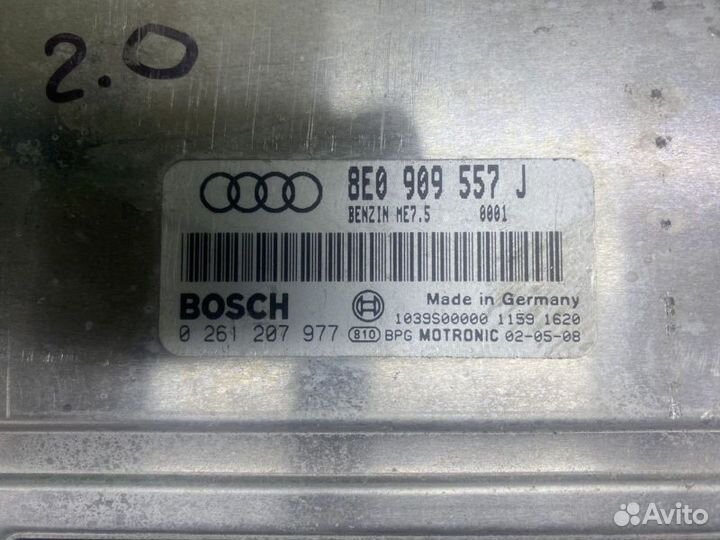 2.0
8E0 909 557 J
BENZIN ME7.5 0001
BOSCH
Made in Germany
1039S00000 1159 1620
0 261 207 977 810 BPG MOTRONIC 02-05-08
Avito